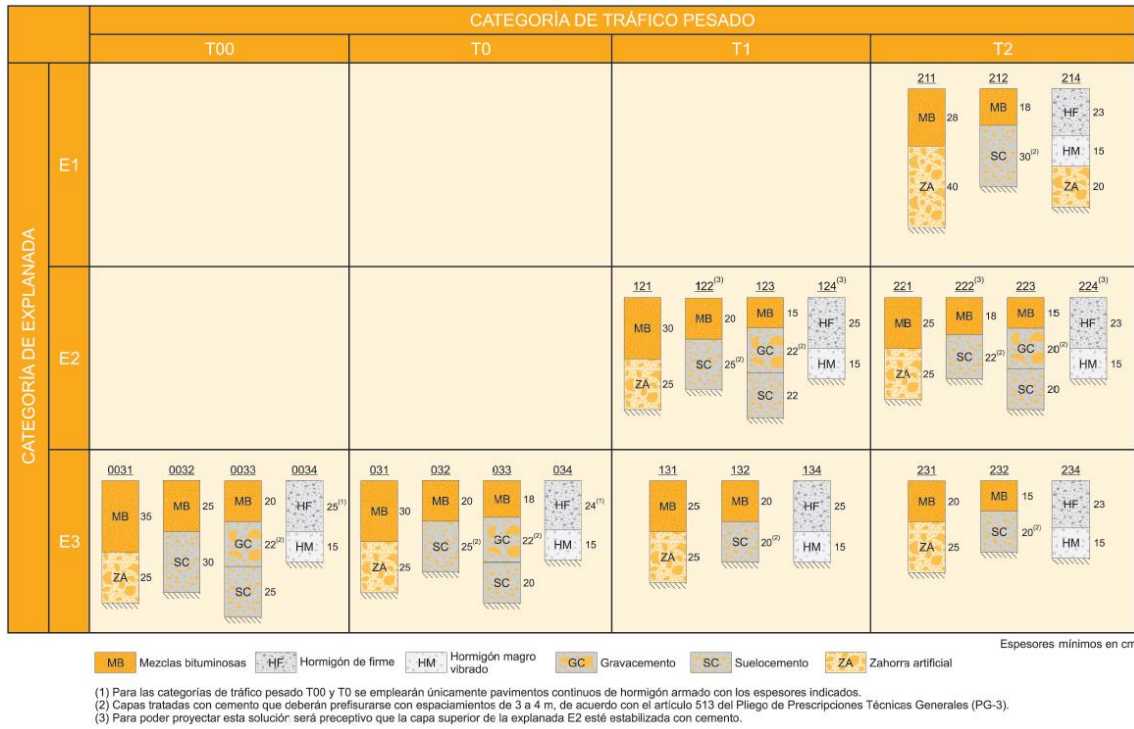 CATEGORÍA DE TRÁFICO PESADO
T00 T0 T1 T2
CATEGORÍA DE EXPLANADA
E1
211 212 214
MB 28 MB 18 HF 23
SC 30(2) HM 15
ZA 40 ZA 20
E2
121 122(3) 123 124(3) 221 222(3) 223 224(3)
MB 30 MB 20 MB 15 HF 25 MB 25 MB 18 MB 15 HF 23
ZA 25 SC 25(2) GC 22(2) HM 15 ZA 25 SC 22(2) GC 20(2) HM 15
SC 22 SC 20
E3
0031 0032 0033 0034 031 032 033 034 131 132 134 231 232 234
MB 35 MB 25 MB 20 HF 25(1) MB 30 MB 20 MB 18 HF 24(1) MB 25 MB 20 HF 25 MB 20 MB 15 HF 23
ZA 25 SC 30 GC 22(2) HM 15 ZA 25 SC 25(2) GC 22(2) HM 15 ZA 25 SC 20(2) HM 15 ZA 25 SC 20(2) HM 15
SC 25 SC 20
Espesores mínimos en cm
MB Mezclas bituminosas HF Hormigón de firme HM Hormigón magro vibrado GC Gravacemento SC Suelocemento ZA Zahorra artificial
(1) Para las categorías de tráfico pesado T00 y T0 se emplearán únicamente pavimentos continuos de hormigón armado con los espesores indicados.
(2) Capas tratadas con cemento que deberán prefisurarse con espaciamientos de 3 a 4 m, de acuerdo con el artículo 513 del Pliego de Prescripciones Técnicas Generales (PG-3).
(3) Para poder proyectar esta solución será preceptivo que la capa superior de la explanada E2 esté estabilizada con cemento.